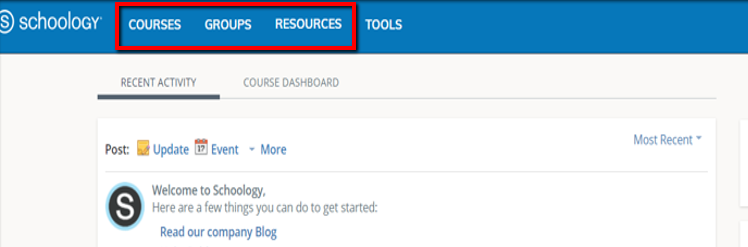 S schoology COURSES GROUPS RESOURCES TOOLS
RECENT ACTIVITY COURSE DASHBOARD
Post: Update 17 Event More Most Recent
S Welcome to Schoology,
Here are a few things you can do to get started:
Read our company Blog